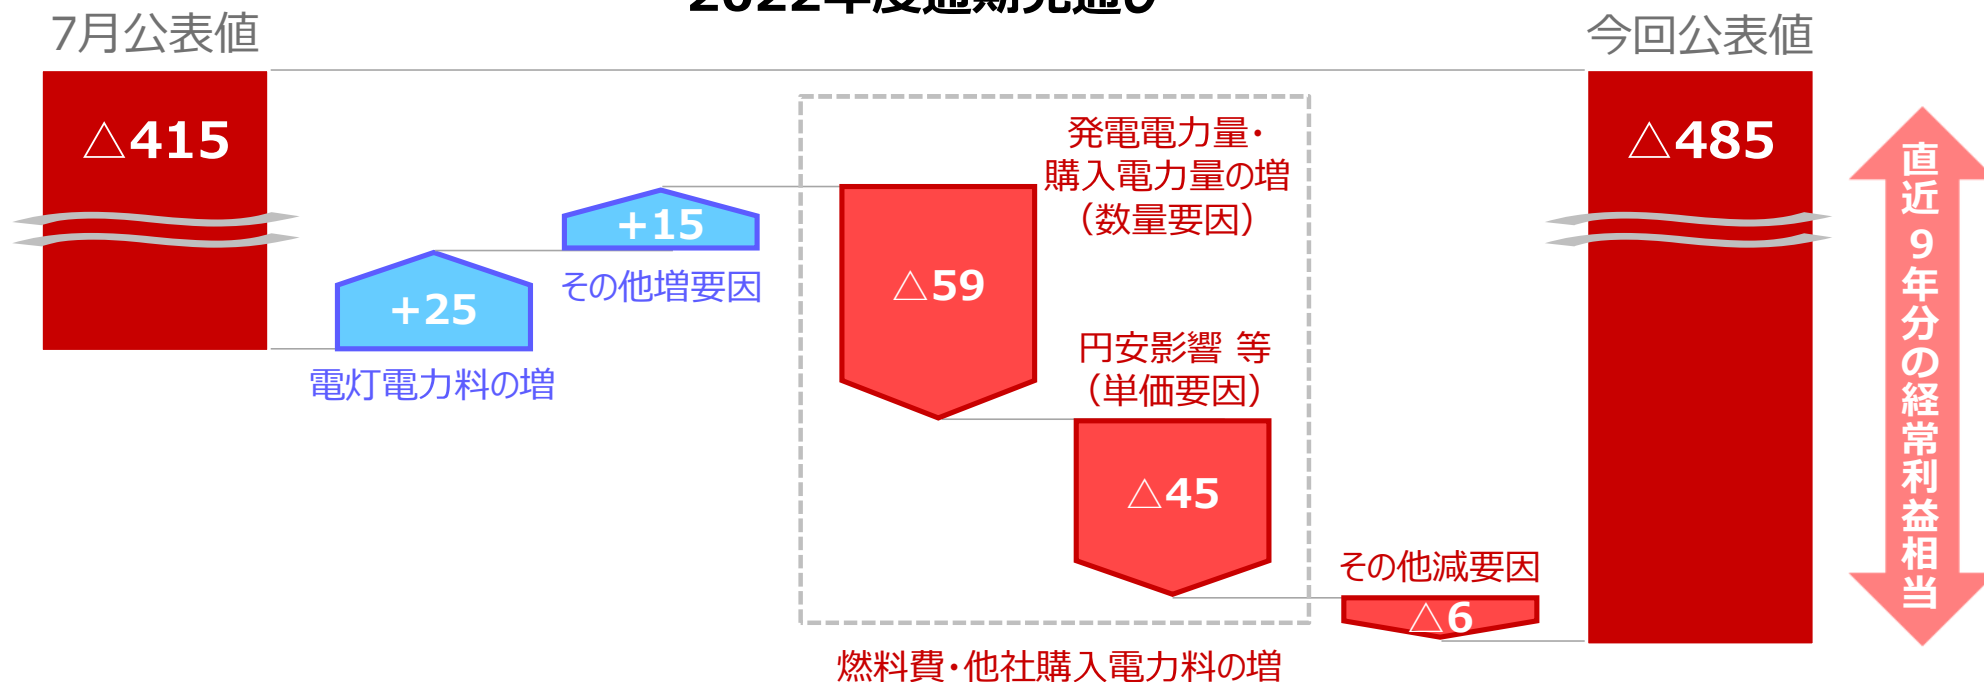 7月公表値
今回公表値
△415
+25
電灯電力料の増
+15
その他増要因
発電電力量・
購入電力量の増
（数量要因）
△59
円安影響 等
（単価要因）
△45
その他減要因
△6
燃料費・他社購入電力料の増
△485
直近９年分の経常利益相当